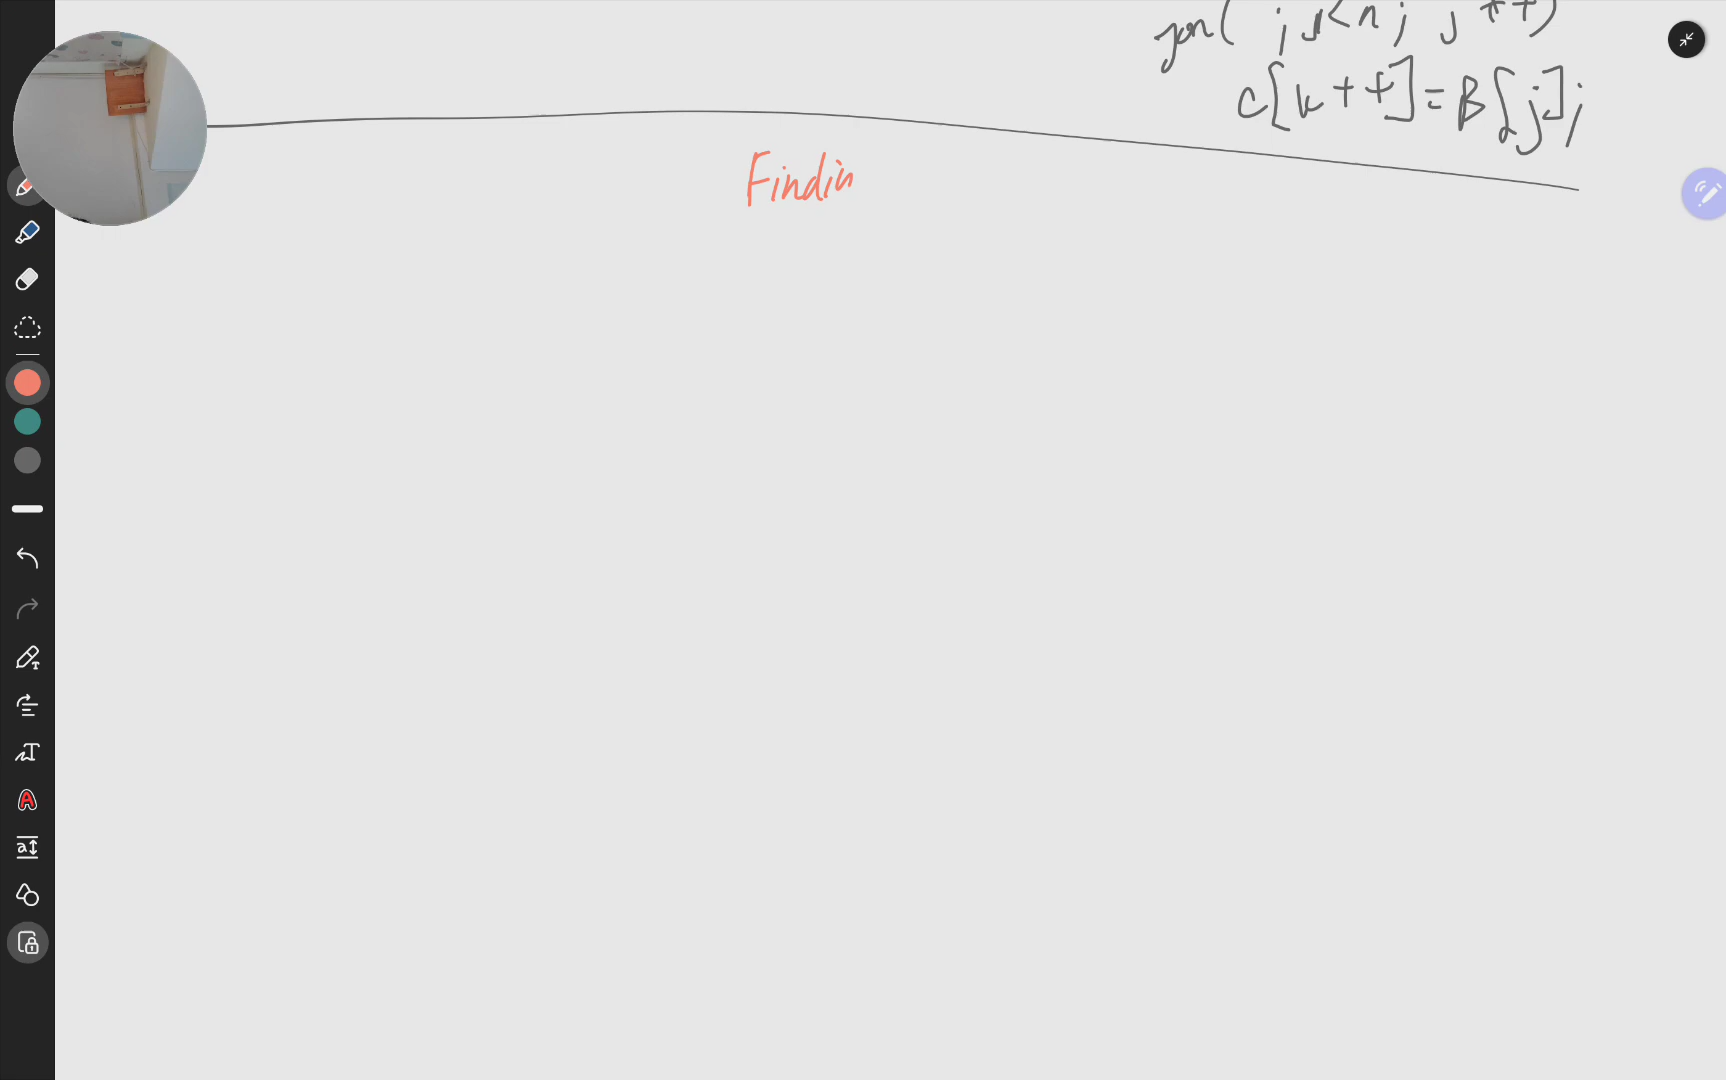 for( ; j<n; j++)
C[k++]=B[j];
Findin